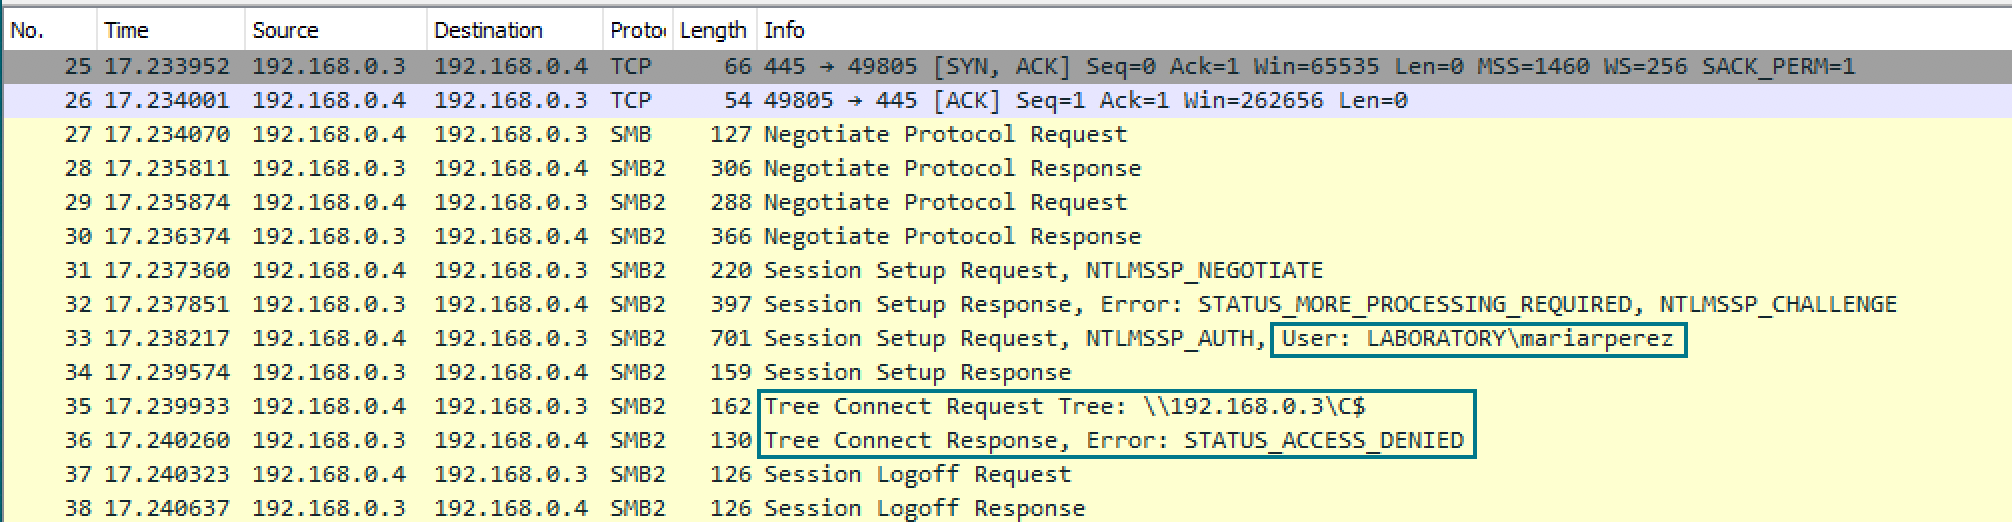 No. Time Source Destination Proto Length Info
25 17.233952 192.168.0.3 192.168.0.4 TCP 66 445 → 49805 [SYN, ACK] Seq=0 Ack=1 Win=65535 Len=0 MSS=1460 WS=256 SACK_PERM=1
26 17.234001 192.168.0.4 192.168.0.3 TCP 54 49805 → 445 [ACK] Seq=1 Ack=1 Win=262656 Len=0
27 17.234070 192.168.0.4 192.168.0.3 SMB 127 Negotiate Protocol Request
28 17.235811 192.168.0.3 192.168.0.4 SMB2 306 Negotiate Protocol Response
29 17.235874 192.168.0.4 192.168.0.3 SMB2 288 Negotiate Protocol Request
30 17.236374 192.168.0.3 192.168.0.4 SMB2 366 Negotiate Protocol Response
31 17.237360 192.168.0.4 192.168.0.3 SMB2 220 Session Setup Request, NTLMSSP_NEGOTIATE
32 17.237851 192.168.0.3 192.168.0.4 SMB2 397 Session Setup Response, Error: STATUS_MORE_PROCESSING_REQUIRED, NTLMSSP_CHALLENGE
33 17.238217 192.168.0.4 192.168.0.3 SMB2 701 Session Setup Request, NTLMSSP_AUTH, User: LABORATORY\mariarperez
34 17.239574 192.168.0.3 192.168.0.4 SMB2 159 Session Setup Response
35 17.239933 192.168.0.4 192.168.0.3 SMB2 162 Tree Connect Request Tree: \\192.168.0.3\C$
36 17.240260 192.168.0.3 192.168.0.4 SMB2 130 Tree Connect Response, Error: STATUS_ACCESS_DENIED
37 17.240323 192.168.0.4 192.168.0.3 SMB2 126 Session Logoff Request
38 17.240637 192.168.0.3 192.168.0.4 SMB2 126 Session Logoff Response